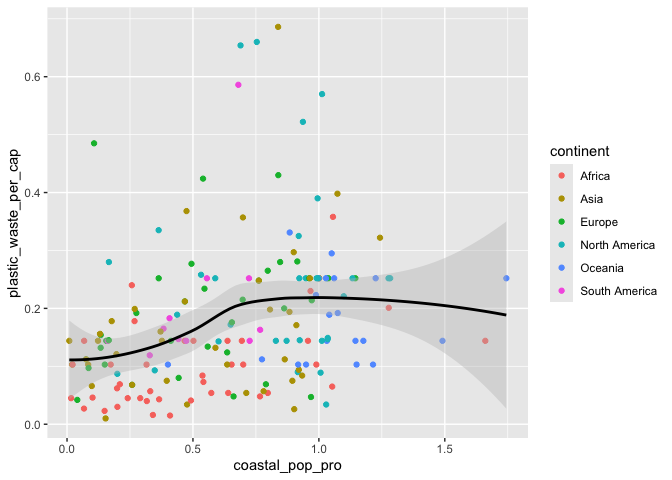 plastic_waste_per_cap
0.6
0.4
0.2
0.0
0.0 0.5 1.0 1.5
coastal_pop_pro
continent
Africa
Asia
Europe
North America
Oceania
South America